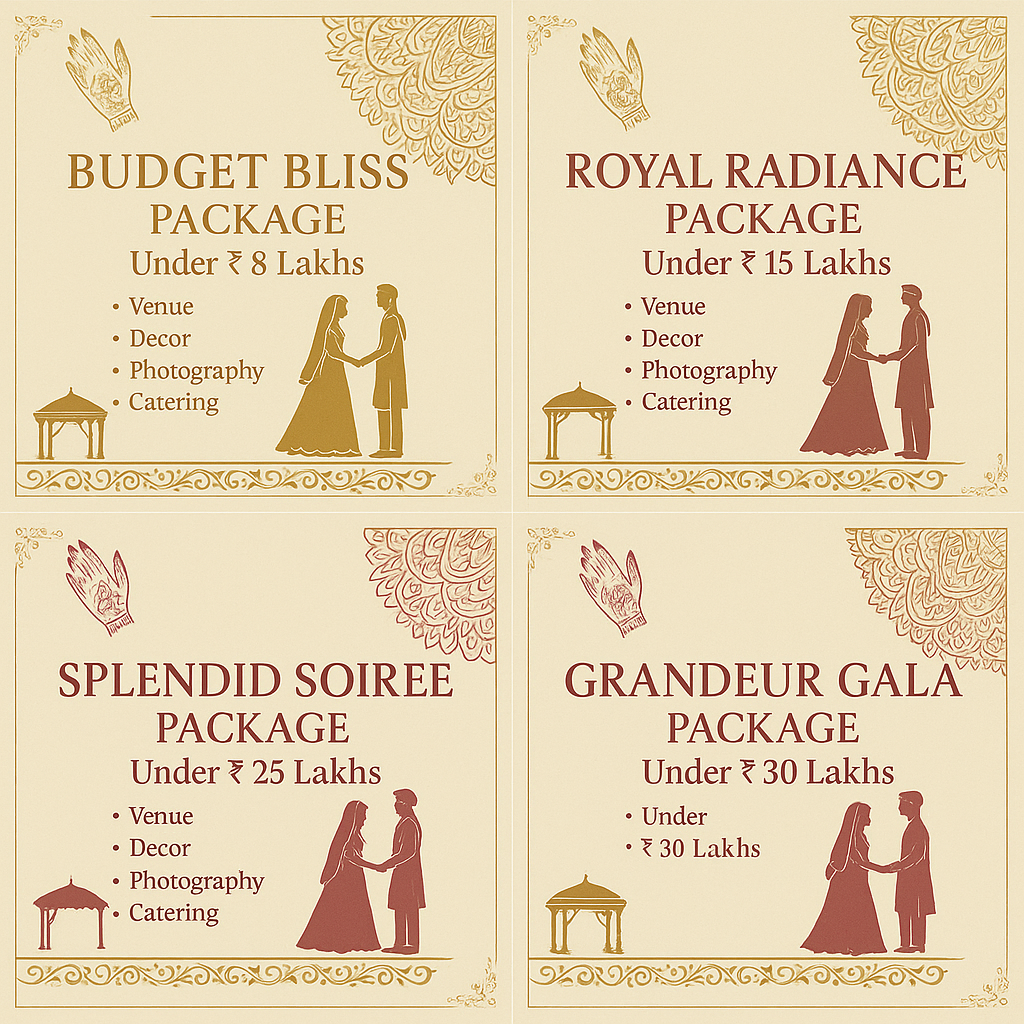 BUDGET BLISS
PACKAGE
Under ₹ 8 Lakhs
• Venue
• Decor
• Photography
• Catering
ROYAL RADIANCE
PACKAGE
Under ₹ 15 Lakhs
• Venue
• Decor
• Photography
• Catering
SPLENDID SOIREE
PACKAGE
Under ₹ 25 Lakhs
• Venue
• Decor
• Photography
• Catering
GRANDEUR GALA
PACKAGE
Under ₹ 30 Lakhs
• Under
• ₹ 30 Lakhs